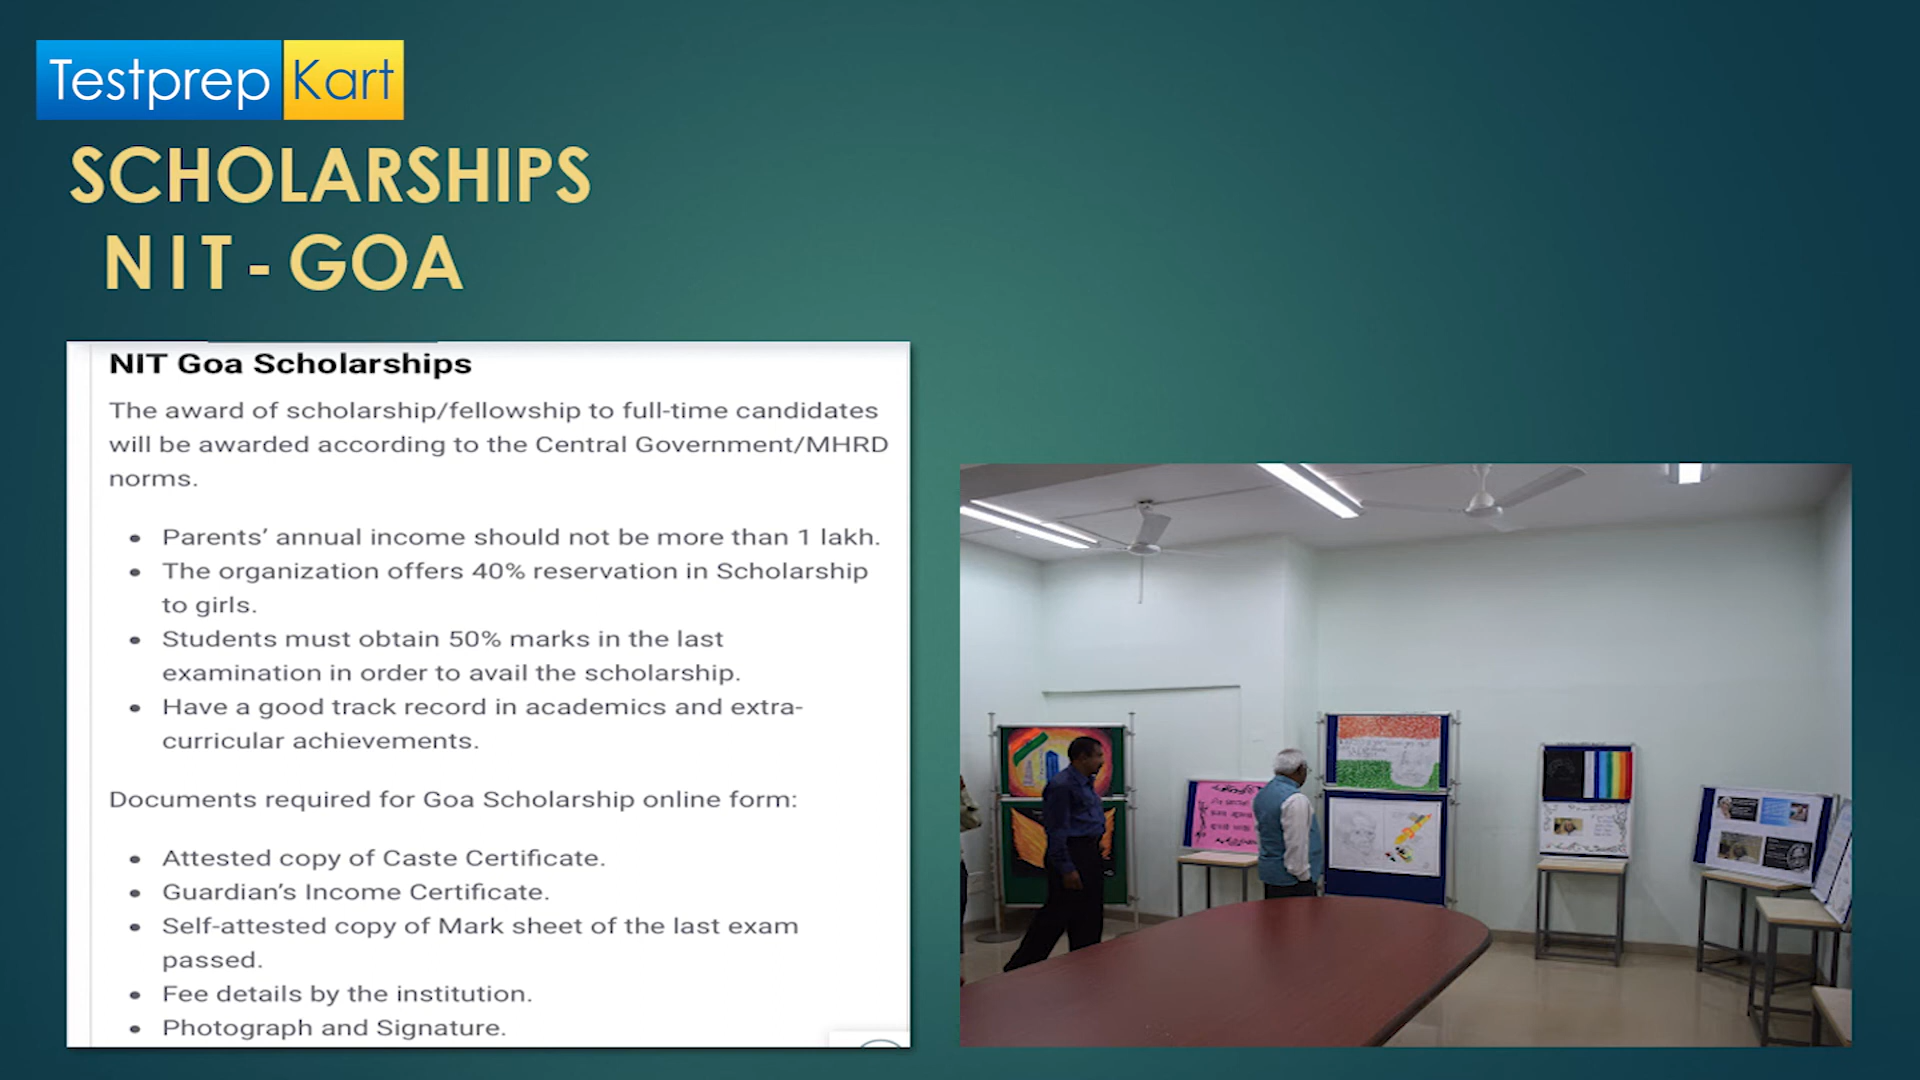 Testprep Kart
SCHOLARSHIPS
NIT - GOA
NIT Goa Scholarships
The award of scholarship/fellowship to full-time candidates
will be awarded according to the Central Government/MHRD
norms.
• Parents’ annual income should not be more than 1 lakh.
• The organization offers 40% reservation in Scholarship
to girls.
• Students must obtain 50% marks in the last
examination in order to avail the scholarship.
• Have a good track record in academics and extra-
curricular achievements.
Documents required for Goa Scholarship online form:
• Attested copy of Caste Certificate.
• Guardian’s Income Certificate.
• Self-attested copy of Mark sheet of the last exam
passed.
• Fee details by the institution.
• Photograph and Signature.